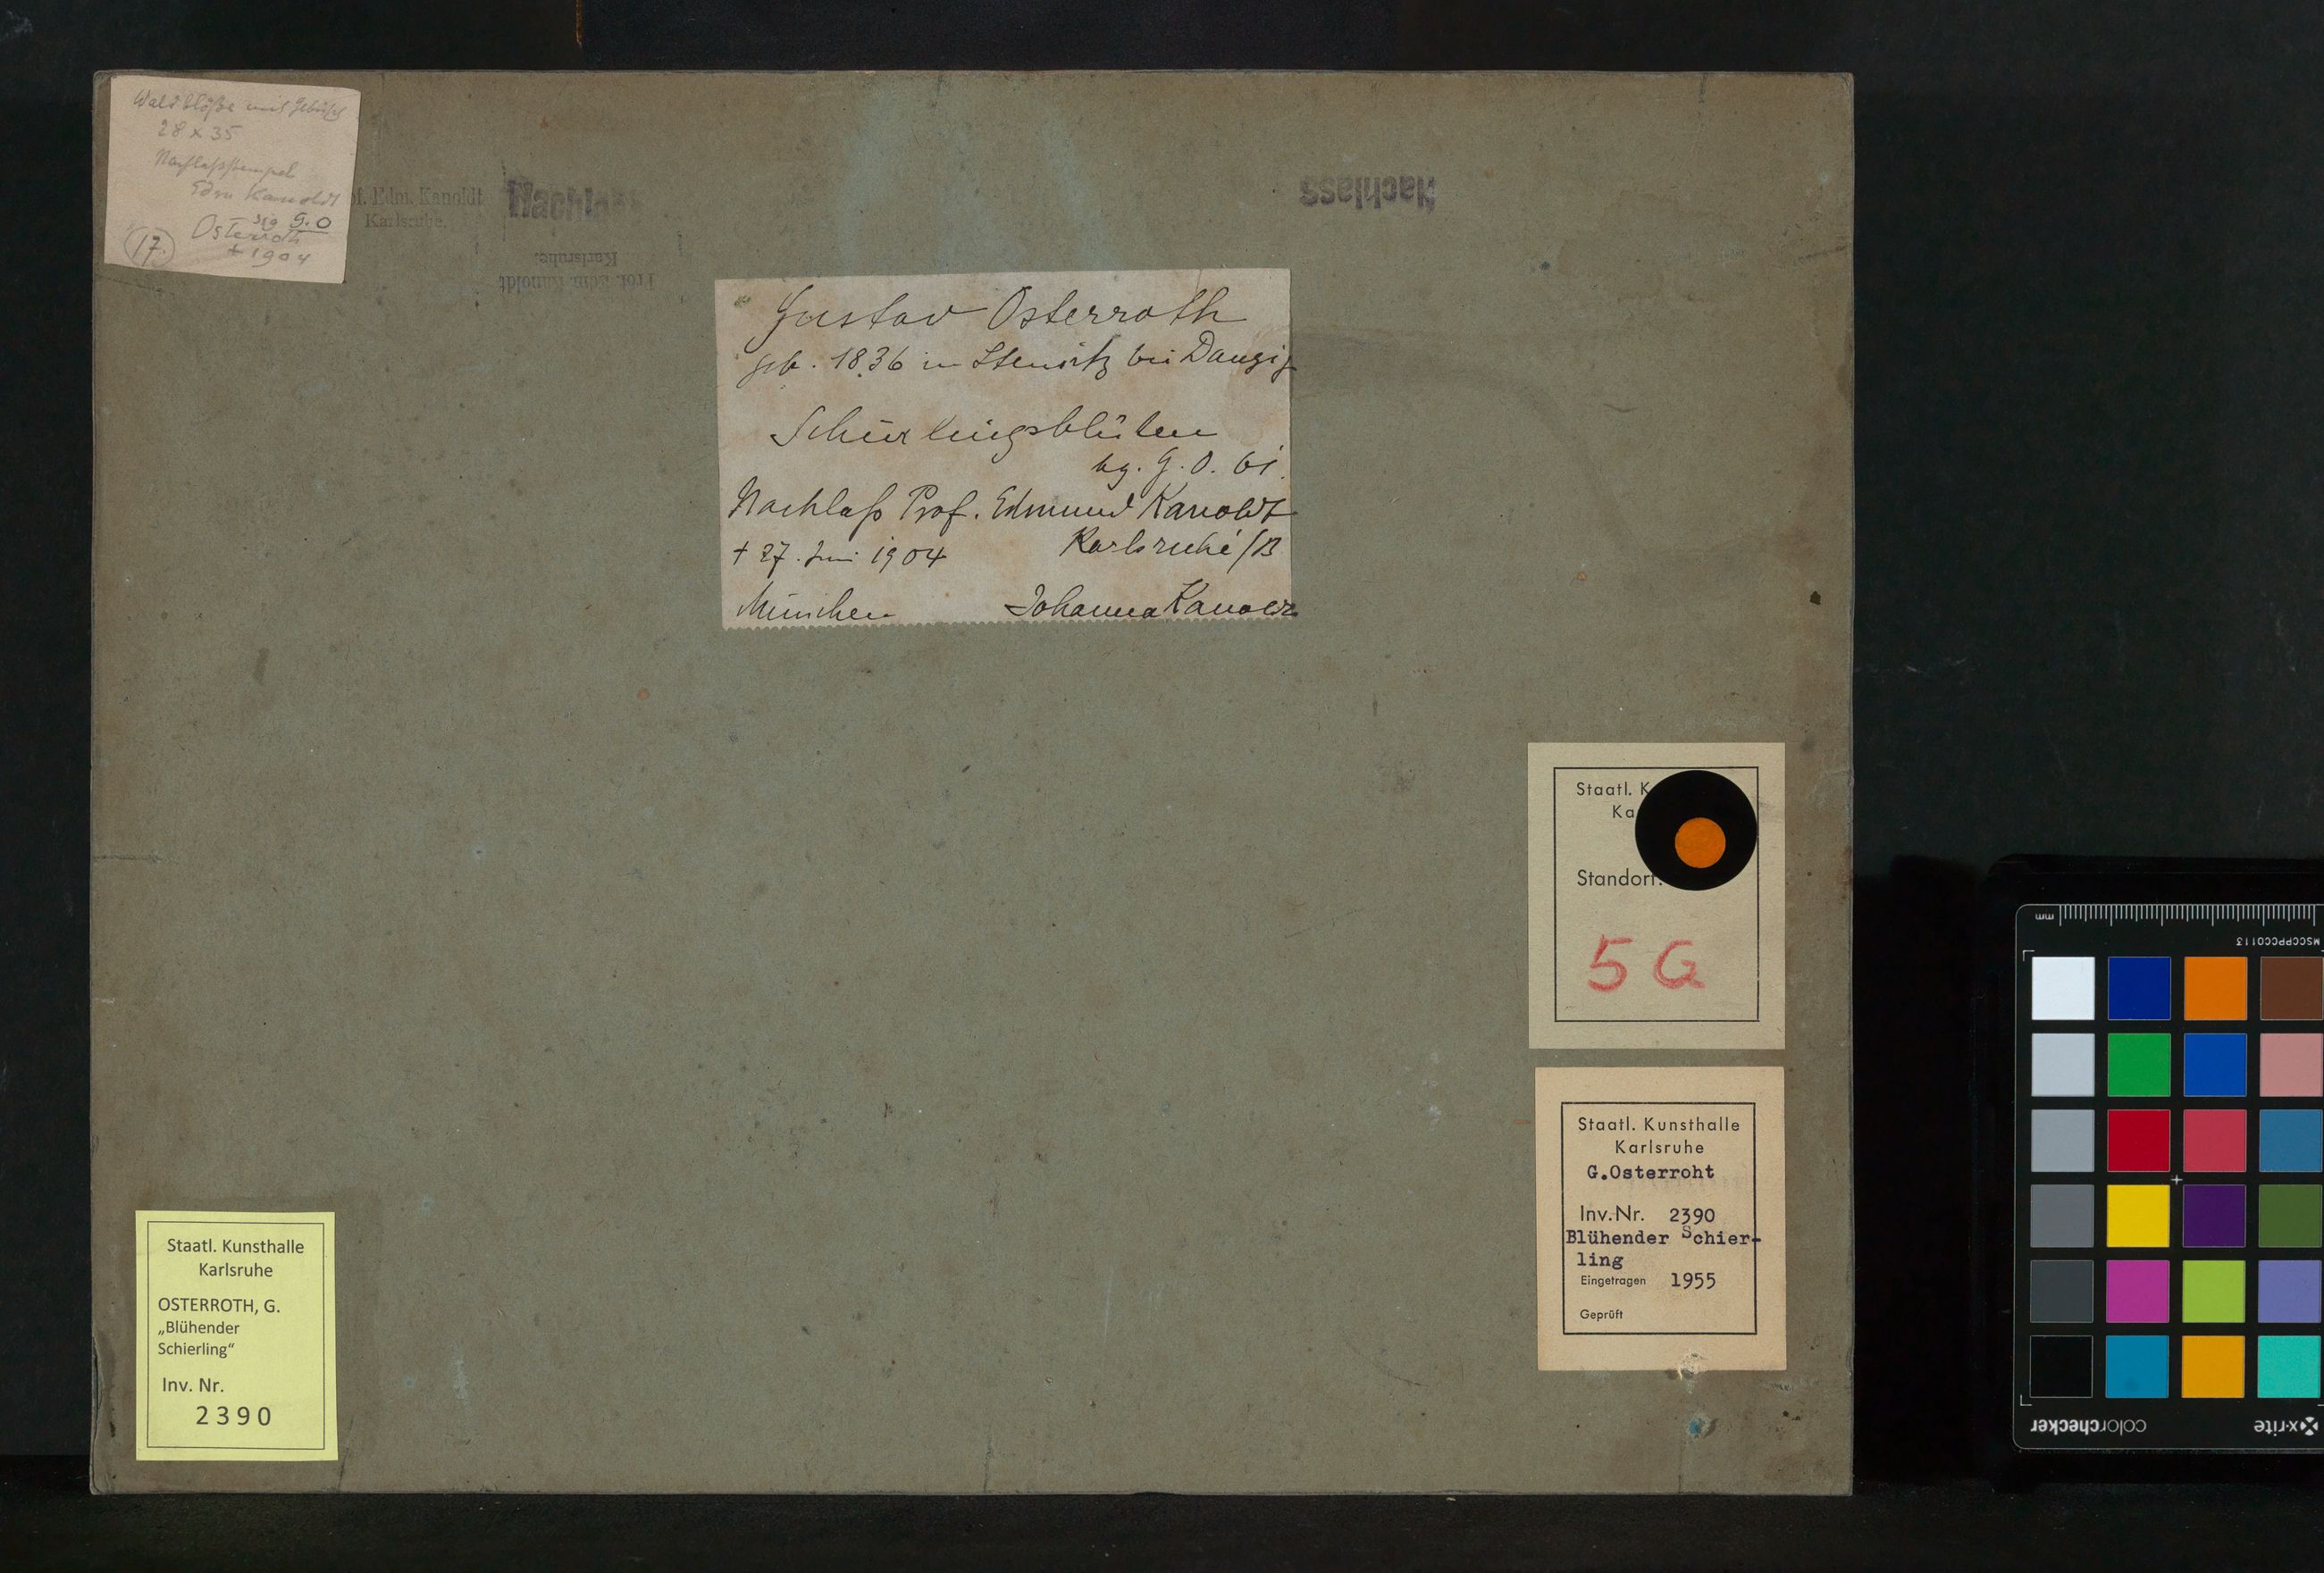 Waldblöße mit Gebüsch
28 x 35
Nachlaßstempel
Edm Kanoldt
sig G.O
Osterroth
+ 1904
17.
of. Edm. Kanoldt
Karlsruhe.
Nachlass
Prof. Edm. Kanoldt
Karlsruhe.
Nachlass
Gustav Osterroth
geb. 1836 in bei Danzig
Schierlingsblüten
G. O. 61
Nachlaß Prof. Edmund Kanoldt
+ 27. Juni 1904 Karlsruhe/B
München Johanna Kanoldt
Staatl. K
Ka
Standort:
5 G
Staatl. Kunsthalle
Karlsruhe
G.Osterroht
Inv.Nr. 2390
Blühender Schier-
ling
Eingetragen 1955
Geprüft
Staatl. Kunsthalle
Karlsruhe
OSTERROTH, G.
„Blühender
Schierling“
Inv. Nr.
2390
mm
MSCCPPCC0113
x-rite
colorchecker